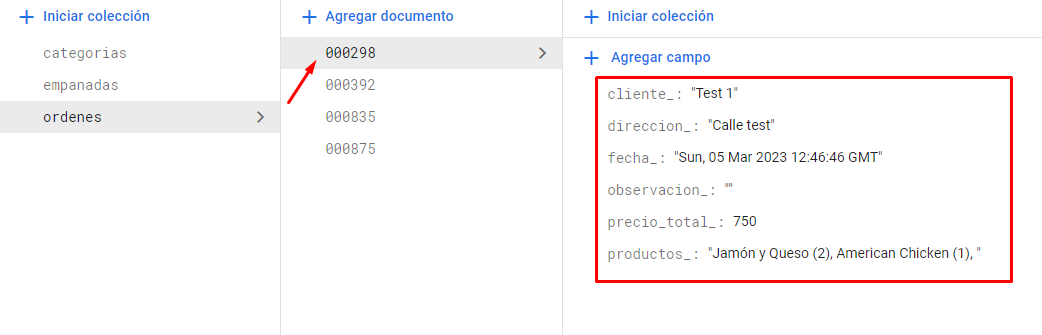 Iniciar colección
categorias
empanadas
ordenes
Agregar documento
000298
000392
000835
000875
Iniciar colección
Agregar campo
cliente_: "Test 1"
direccion_: "Calle test"
fecha_: "Sun, 05 Mar 2023 12:46:46 GMT"
observacion_: ""
precio_total_: 750
productos_: "Jamón y Queso (2), American Chicken (1), "